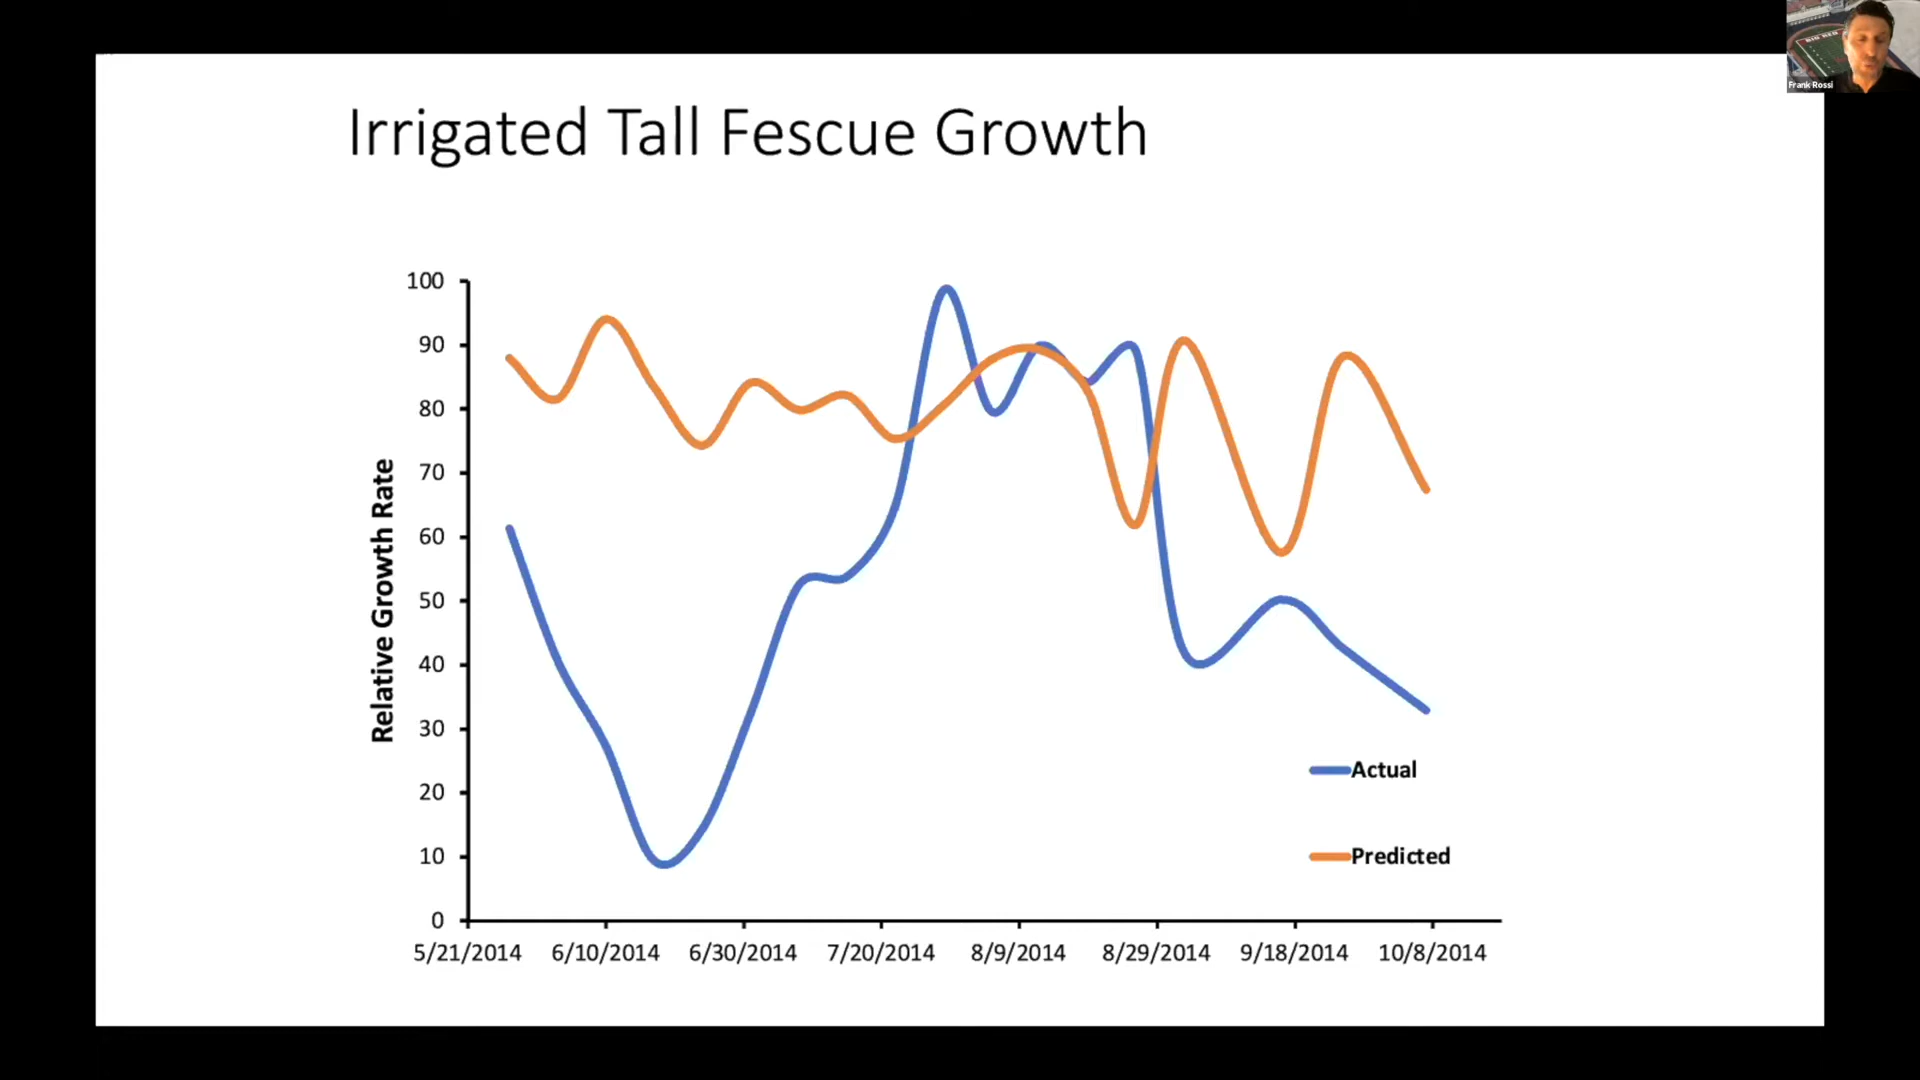 Frank Rossi
Irrigated Tall Fescue Growth
Relative Growth Rate
100
90
80
70
60
50
40
30
20
10
0
5/21/2014 6/10/2014 6/30/2014 7/20/2014 8/9/2014 8/29/2014 9/18/2014 10/8/2014
Actual
Predicted